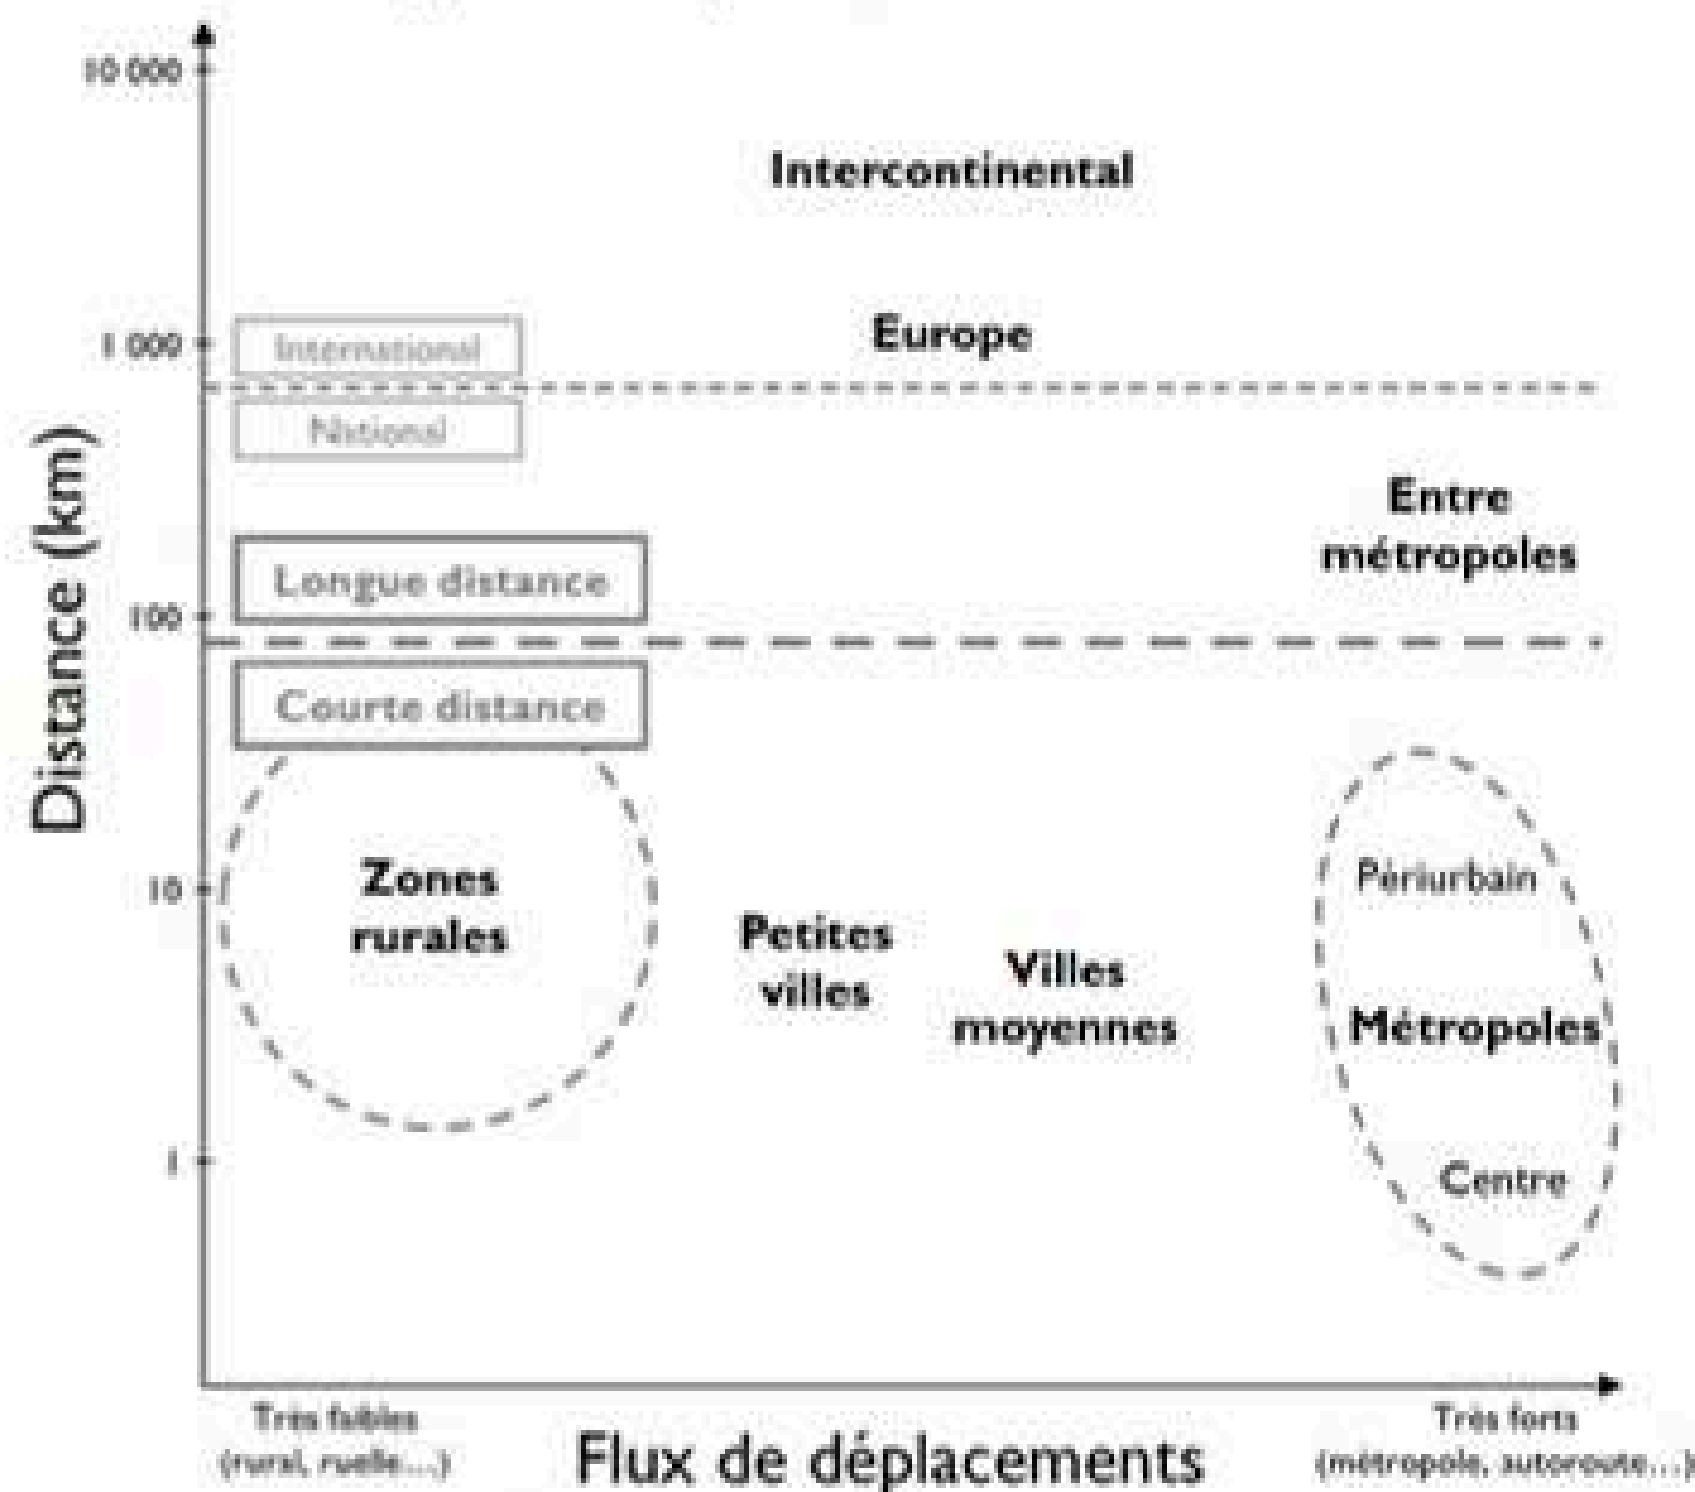 10 000
Intercontinental
Europe
1 000
International
National
Distance (km)
Entre
métropoles
Longue distance
100
Courte distance
Zones
rurales
10
Périurbain
Petites
villes
Villes
moyennes
Métropoles
1
Centre
Très faibles
(rural, ruelle…)
Flux de déplacements
Très forts
(métropole, autoroute…)